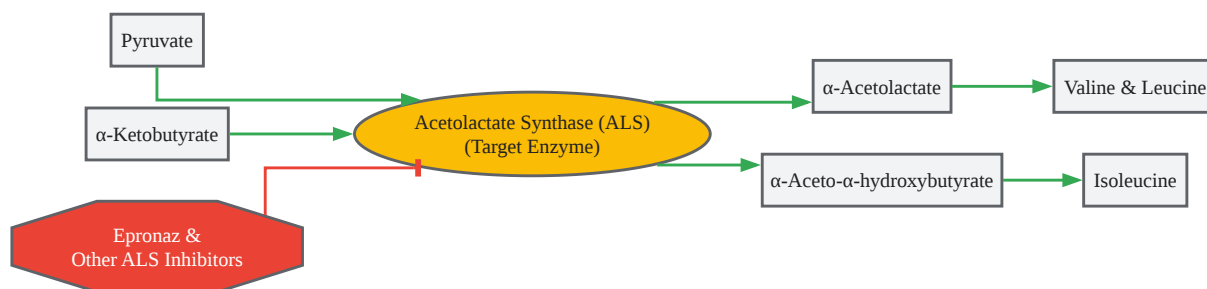 Pyruvate
α-Ketobutyrate
Acetolactate Synthase (ALS)
(Target Enzyme)
α-Acetolactate
Valine & Leucine
α-Aceto-α-hydroxybutyrate
Isoleucine
Epronaz &
Other ALS Inhibitors